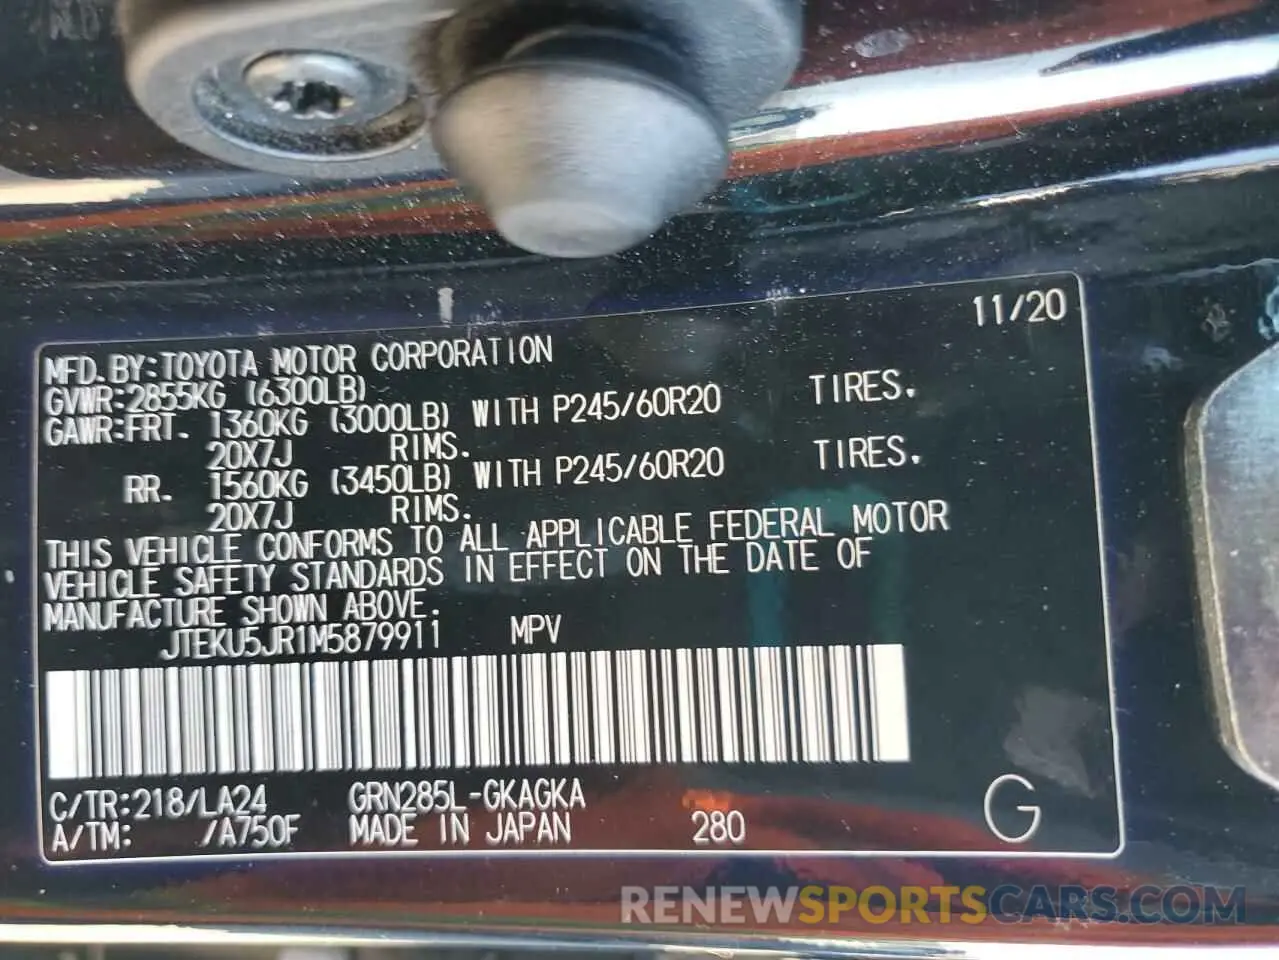 11/20
MFD. BY: TOYOTA MOTOR CORPORATION
GVWR: 2855KG (6300LB)
GAWR: FRT. 1360KG (3000LB) WITH P245/60R20 TIRES.
20X7J RIMS.
RR. 1560KG (3450LB) WITH P245/60R20 TIRES.
20X7J RIMS.
THIS VEHICLE CONFORMS TO ALL APPLICABLE FEDERAL MOTOR
VEHICLE SAFETY STANDARDS IN EFFECT ON THE DATE OF
MANUFACTURE SHOWN ABOVE.
JTEKU5JR1M5879911 MPV
C/TR: 218/LA24 GRN285L-GKAGKA
A/TM: /A750F MADE IN JAPAN 280 G
RENEWSPORTSCARS.COM